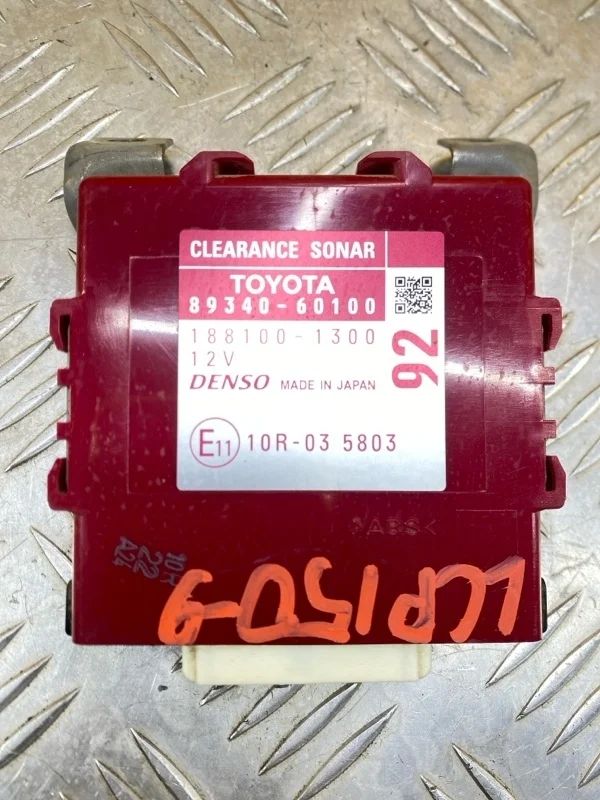 CLEARANCE SONAR
TOYOTA
89340-60100
188100-1300
12V
DENSO MADE IN JAPAN
92
E11 10R-03 5803
>ABS<
LCP150-9